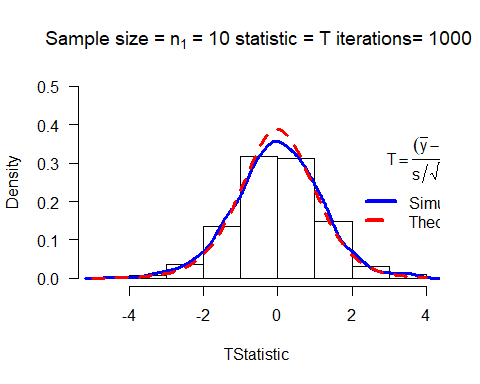 Sample size = n₁ = 10 statistic = T iterations= 1000
Density
0.5
0.4
0.3
0.2
0.1
0.0
-4 -2 0 2 4
TStatistic
T = (ȳ −
s/√
Simu
Theo